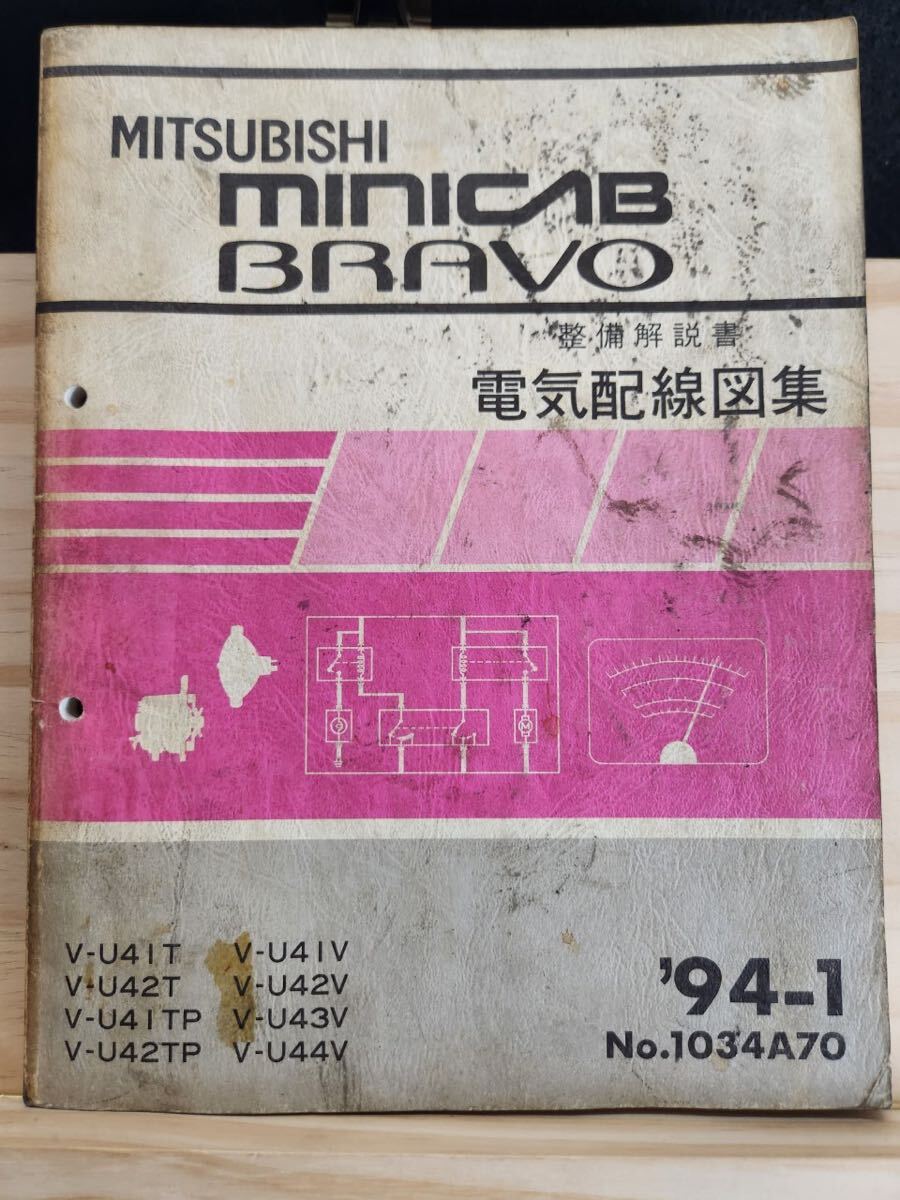 MITSUBISHI
MINICAB
BRAVO
整備解説書
電気配線図集
G
M
V-U41T V-U41V
V-U42T V-U42V
V-U41TP V-U43V
V-U42TP V-U44V
'94-1
No.1034A70